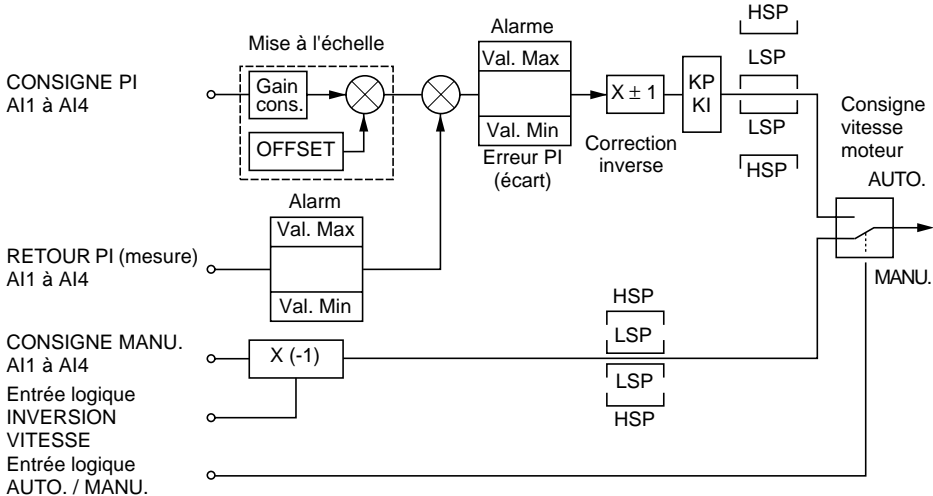 HSP
Mise à l'échelle
Alarme
Val. Max
LSP
CONSIGNE PI
AI1 à AI4
Gain
cons.
X ± 1
KP
KI
Consigne
vitesse
moteur
AUTO.
OFFSET
Val. Min
Erreur PI
(écart)
Correction
inverse
LSP
HSP
Alarm
Val. Max
RETOUR PI (mesure)
AI1 à AI4
Val. Min
MANU.
HSP
LSP
CONSIGNE MANU.
AI1 à AI4
X (-1)
LSP
HSP
Entrée logique
INVERSION
VITESSE
Entrée logique
AUTO. / MANU.